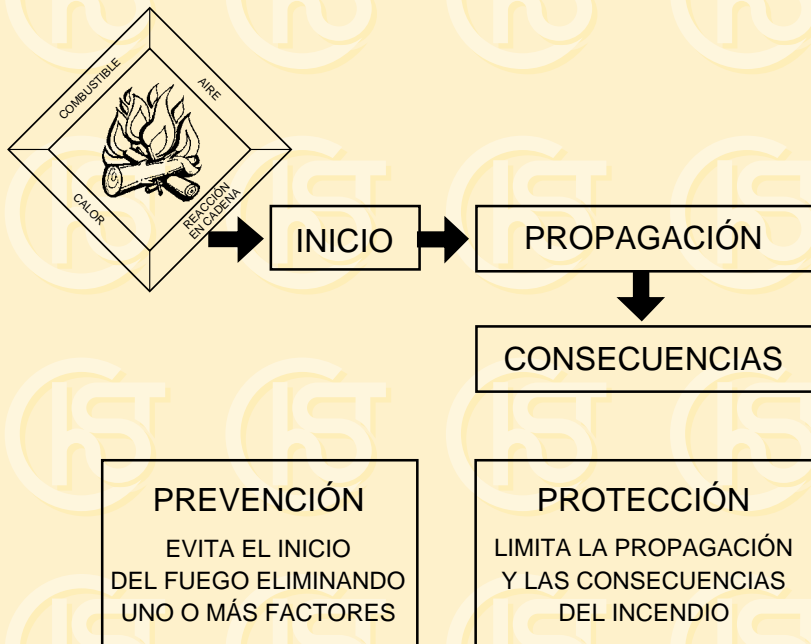 COMBUSTIBLE
AIRE
CALOR
REACCIÓN
EN CADENA
INICIO
PROPAGACIÓN
CONSECUENCIAS
PREVENCIÓN
EVITA EL INICIO
DEL FUEGO ELIMINANDO
UNO O MÁS FACTORES
PROTECCIÓN
LIMITA LA PROPAGACIÓN
Y LAS CONSECUENCIAS
DEL INCENDIO